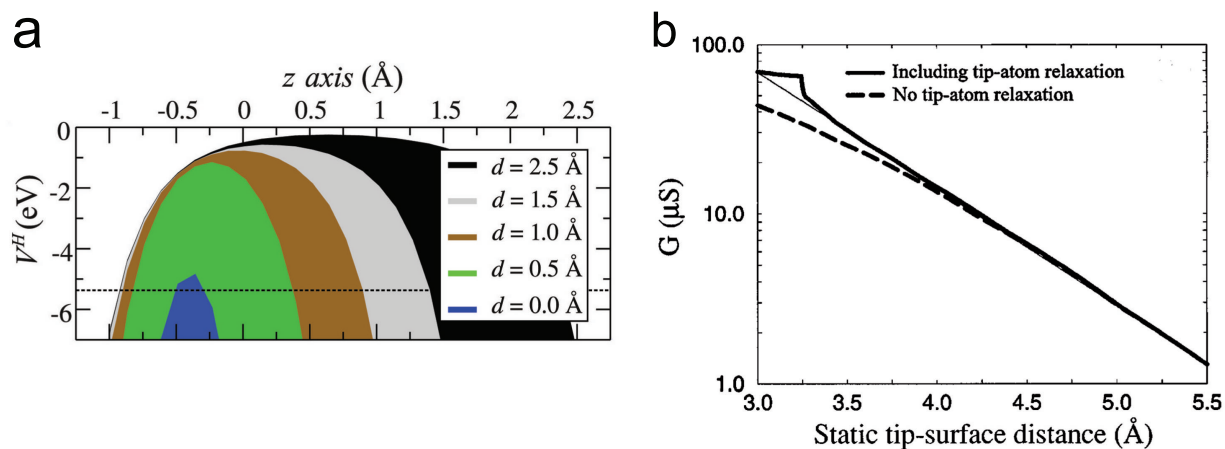 a
z axis (Å)
-1 -0.5 0 0.5 1 1.5 2 2.5
0
-2
-4
-6
V^H (eV)
d = 2.5 Å
d = 1.5 Å
d = 1.0 Å
d = 0.5 Å
d = 0.0 Å
b
100.0
10.0
1.0
G (μS)
Including tip-atom relaxation
No tip-atom relaxation
3.0 3.5 4.0 4.5 5.0 5.5
Static tip-surface distance (Å)